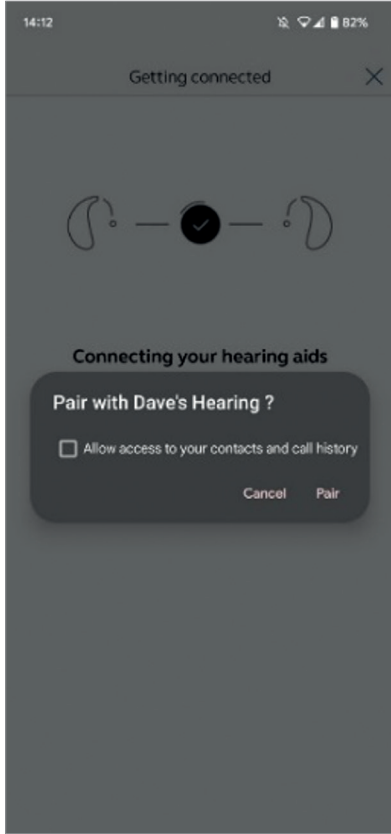 14:12
82%
Getting connected
Connecting your hearing aids
Pair with Dave's Hearing ?
Allow access to your contacts and call history
Cancel Pair